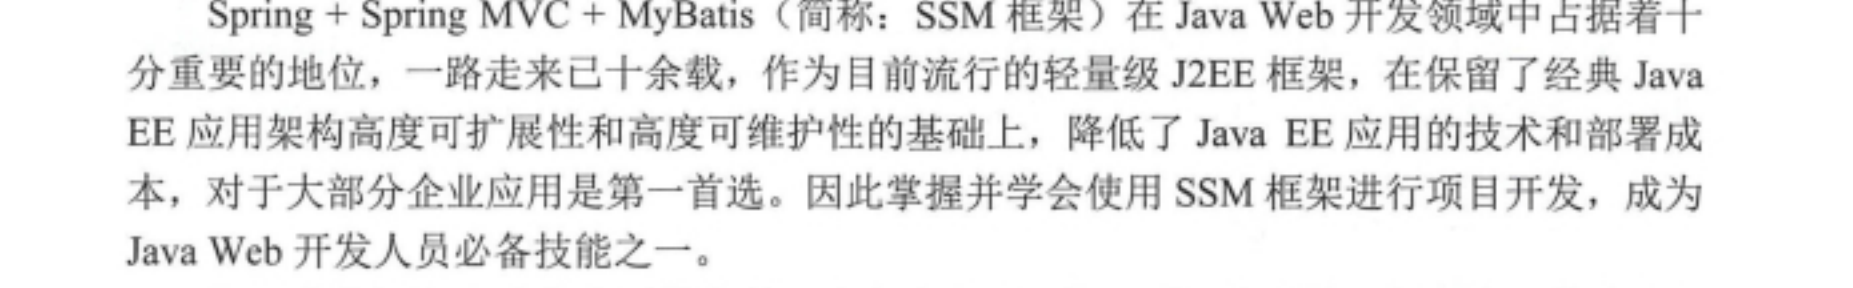 Spring + Spring MVC + MyBatis（简称：SSM 框架）在 Java Web 开发领域中占据着十
分重要的地位，一路走来已十余载，作为目前流行的轻量级 J2EE 框架，在保留了经典 Java
EE 应用架构高度可扩展性和高度可维护性的基础上，降低了 Java EE 应用的技术和部署成
本，对于大部分企业应用是第一首选。因此掌握并学会使用 SSM 框架进行项目开发，成为
Java Web 开发人员必备技能之一。